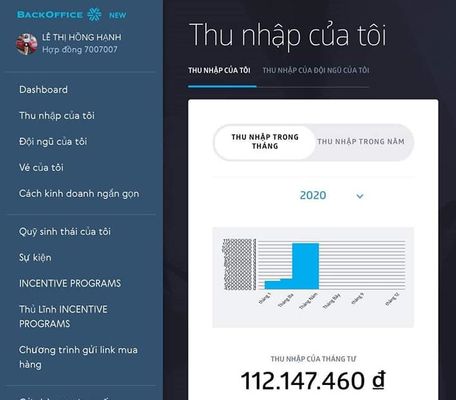 BACKOFFICE NEW
LÊ THỊ HỒNG HẠNH
Hợp đồng 7007007
Dashboard
Thu nhập của tôi
Đội ngũ của tôi
Vé của tôi
Cách kinh doanh ngắn gọn
Quỹ sinh thái của tôi
Sự kiện
INCENTIVE PROGRAMS
Thủ Lĩnh INCENTIVE
PROGRAMS
Chương trình gửi link mua
hàng
Thu nhập của tôi
THU NHẬP CỦA TÔI THU NHẬP CỦA ĐỘI NGŨ CỦA TÔI
THU NHẬP TRONG
THÁNG
THU NHẬP TRONG NĂM
2020
Tháng 1 Tháng Ba Tháng Năm Tháng Bảy tháng 9 tháng 12
THU NHẬP CỦA THÁNG TƯ
112.147.460 ₫